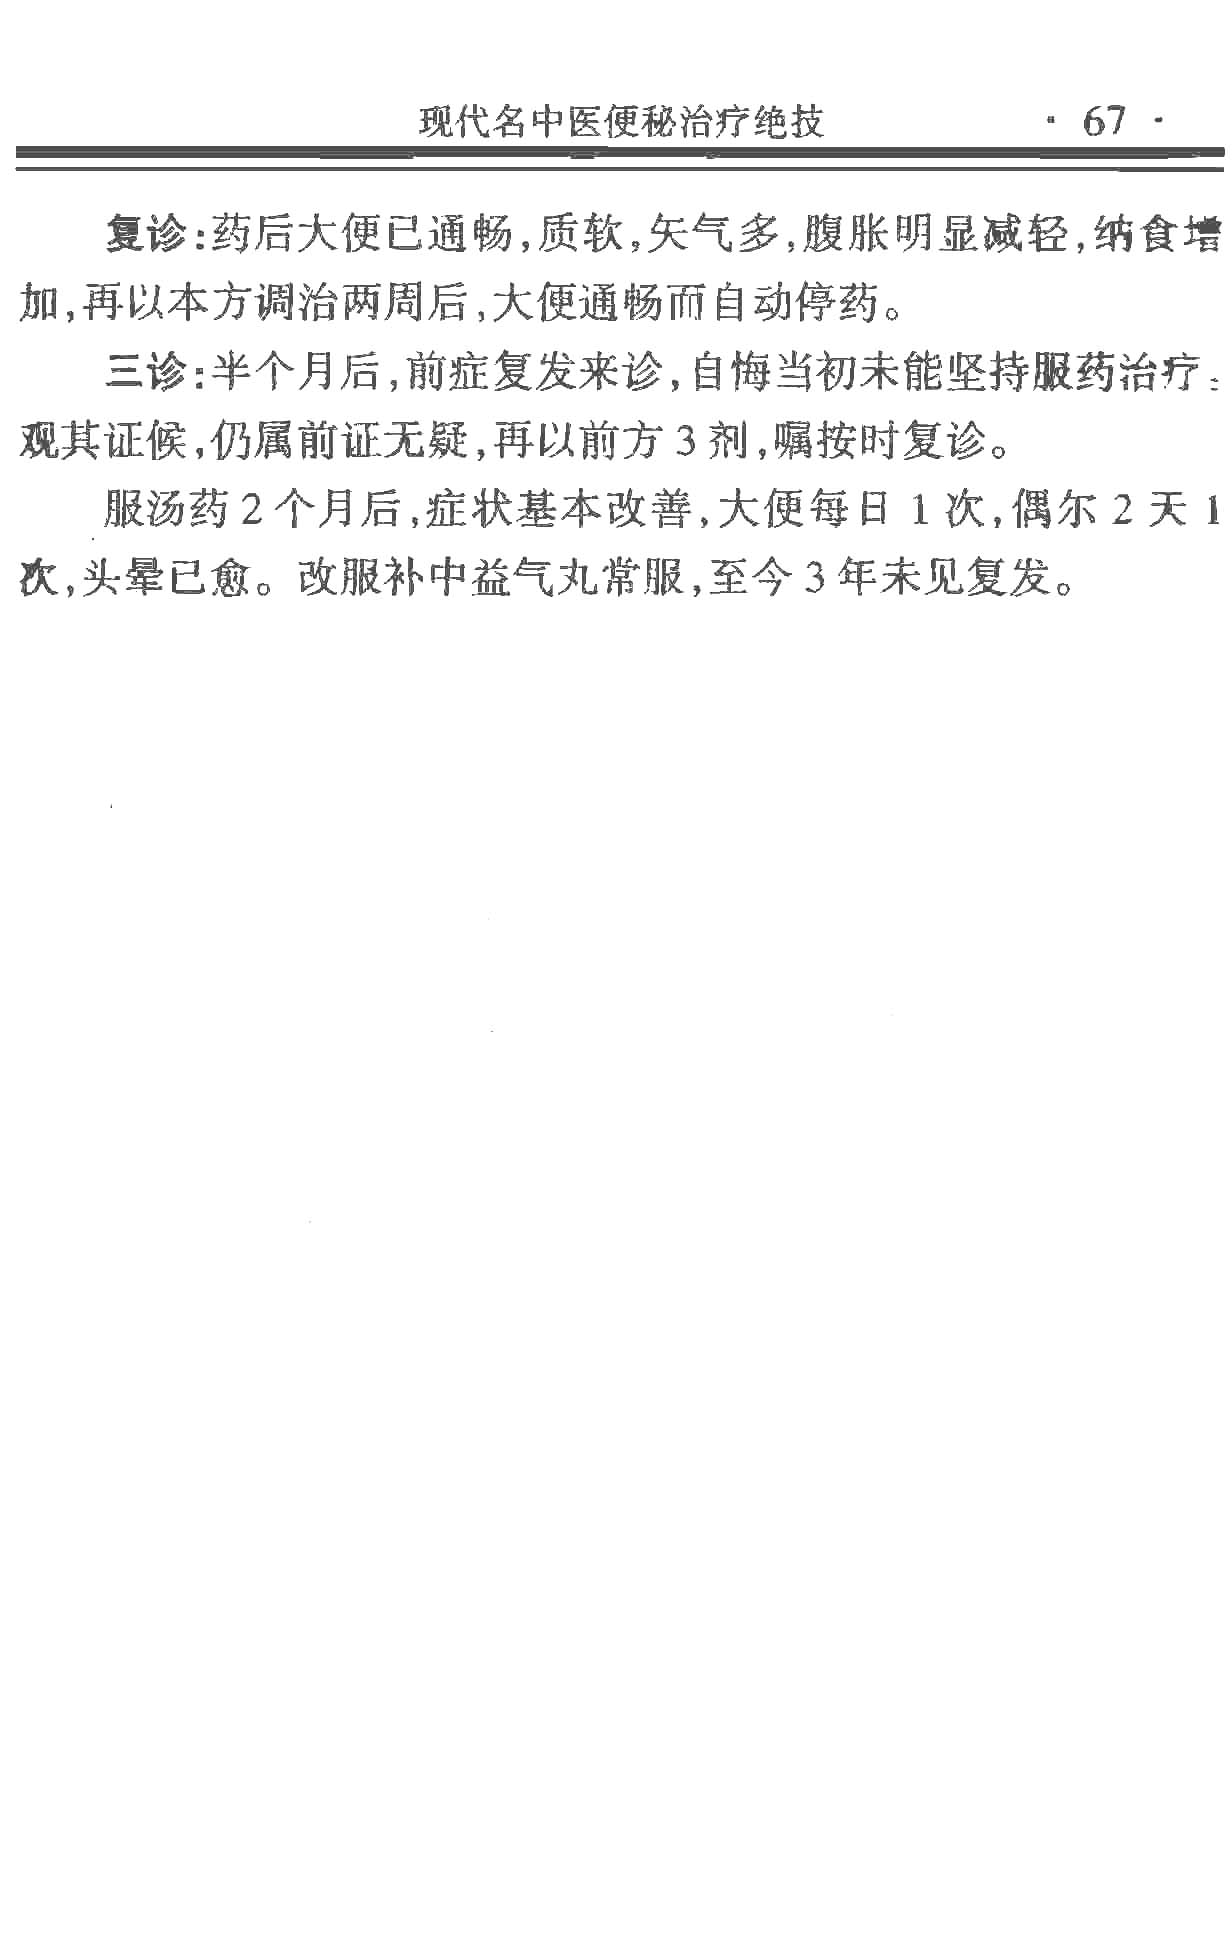 现代名中医便秘治疗绝技 · 67 ·
复诊:药后大便已通畅,质软,矢气多,腹胀明显减轻,纳食增
加,再以本方调治两周后,大便通畅而自动停药。
三诊:半个月后,前症复发来诊,自悔当初未能坚持服药治疗。
观其证候,仍属前证无疑,再以前方 3 剂,嘱按时复诊。
服汤药 2 个月后,症状基本改善,大便每日 1 次,偶尔 2 天 1
次,头晕已愈。改服补中益气丸常服,至今 3 年未见复发。